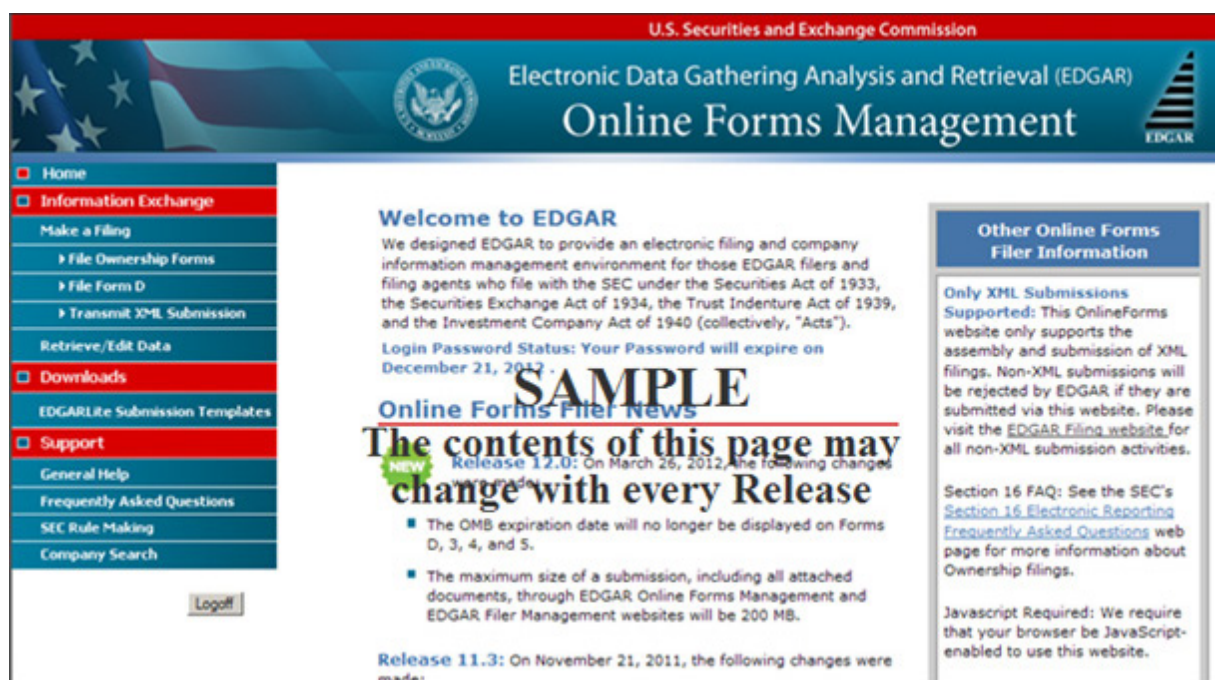 U.S. Securities and Exchange Commission
Electronic Data Gathering Analysis and Retrieval (EDGAR)
Online Forms Management
EDGAR
Home
Information Exchange
Make a Filing
File Ownership Forms
File Form D
Transmit XML Submission
Retrieve/Edit Data
Downloads
EDGARLite Submission Templates
Support
General Help
Frequently Asked Questions
SEC Rule Making
Company Search
Logoff
Welcome to EDGAR
We designed EDGAR to provide an electronic filing and company
information management environment for those EDGAR filers and
filing agents who file with the SEC under the Securities Act of 1933,
the Securities Exchange Act of 1934, the Trust Indenture Act of 1939,
and the Investment Company Act of 1940 (collectively, "Acts").
Login Password Status: Your Password will expire on
December 21, 2012 .
SAMPLE
Online Forms Filer News
The contents of this page may
change with every Release
NEW
Release 12.0: On March 26, 2012, the following changes
were made:
The OMB expiration date will no longer be displayed on Forms
D, 3, 4, and 5.
The maximum size of a submission, including all attached
documents, through EDGAR Online Forms Management and
EDGAR Filer Management websites will be 200 MB.
Release 11.3: On November 21, 2011, the following changes were
made:
Other Online Forms
Filer Information
Only XML Submissions
Supported: This OnlineForms
website only supports the
assembly and submission of XML
filings. Non-XML submissions will
be rejected by EDGAR if they are
submitted via this website. Please
visit the EDGAR Filing website for
all non-XML submission activities.
Section 16 FAQ: See the SEC's
Section 16 Electronic Reporting
Frequently Asked Questions web
page for more information about
Ownership filings.
Javascript Required: We require
that your browser be JavaScript-
enabled to use this website.